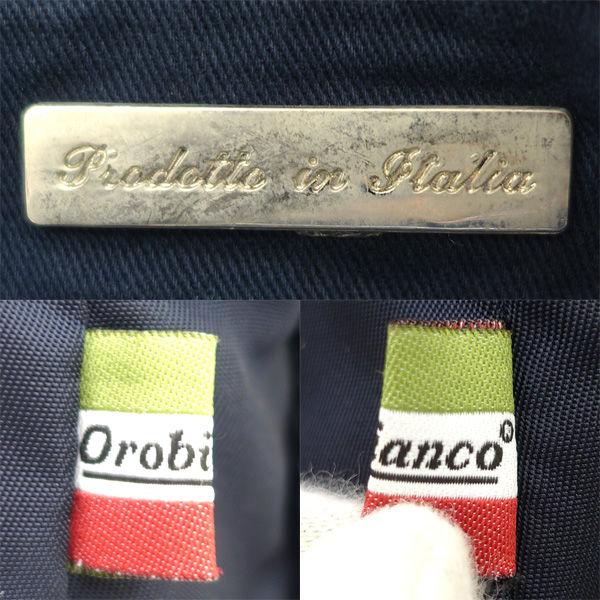 Prodotto in Italia
Orobi
ianco®